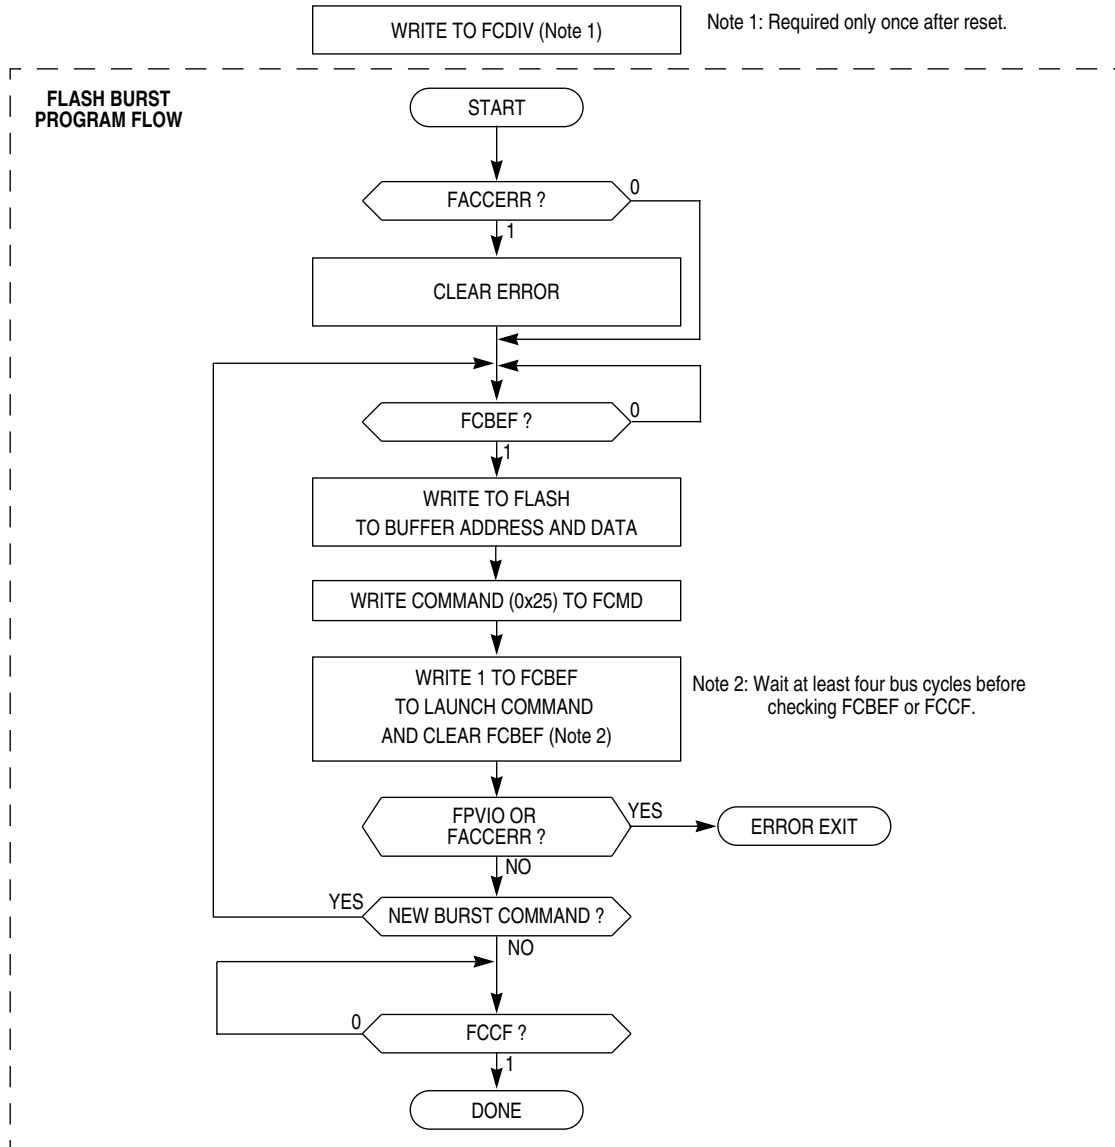 WRITE TO FCDIV (Note 1)
Note 1: Required only once after reset.
FLASH BURST
PROGRAM FLOW
START
FACCERR ?
0
1
CLEAR ERROR
FCBEF ?
0
1
WRITE TO FLASH
TO BUFFER ADDRESS AND DATA
WRITE COMMAND (0x25) TO FCMD
WRITE 1 TO FCBEF
TO LAUNCH COMMAND
AND CLEAR FCBEF (Note 2)
Note 2: Wait at least four bus cycles before
checking FCBEF or FCCF.
FPVIO OR
FACCERR ?
YES
ERROR EXIT
NO
YES
NEW BURST COMMAND ?
NO
0
FCCF ?
1
DONE